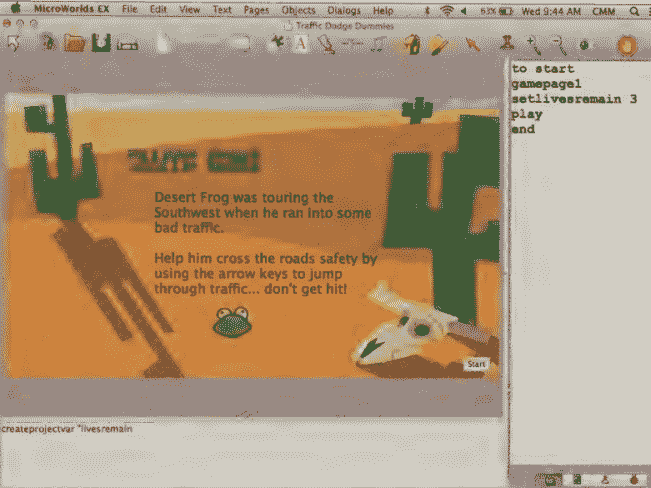 MicroWorlds EX File Edit View Text Pages Objects Dialogs Help 63% Wed 9:44 AM CMM
Traffic Dodge Dummies
to start
gamepage1
setlivesremain 3
play
end
Desert Frog was touring the
Southwest when he ran into some
bad traffic.
Help him cross the roads safety by
using the arrow keys to jump
through traffic... don't get hit!
Start
createprojectvar "livesremain